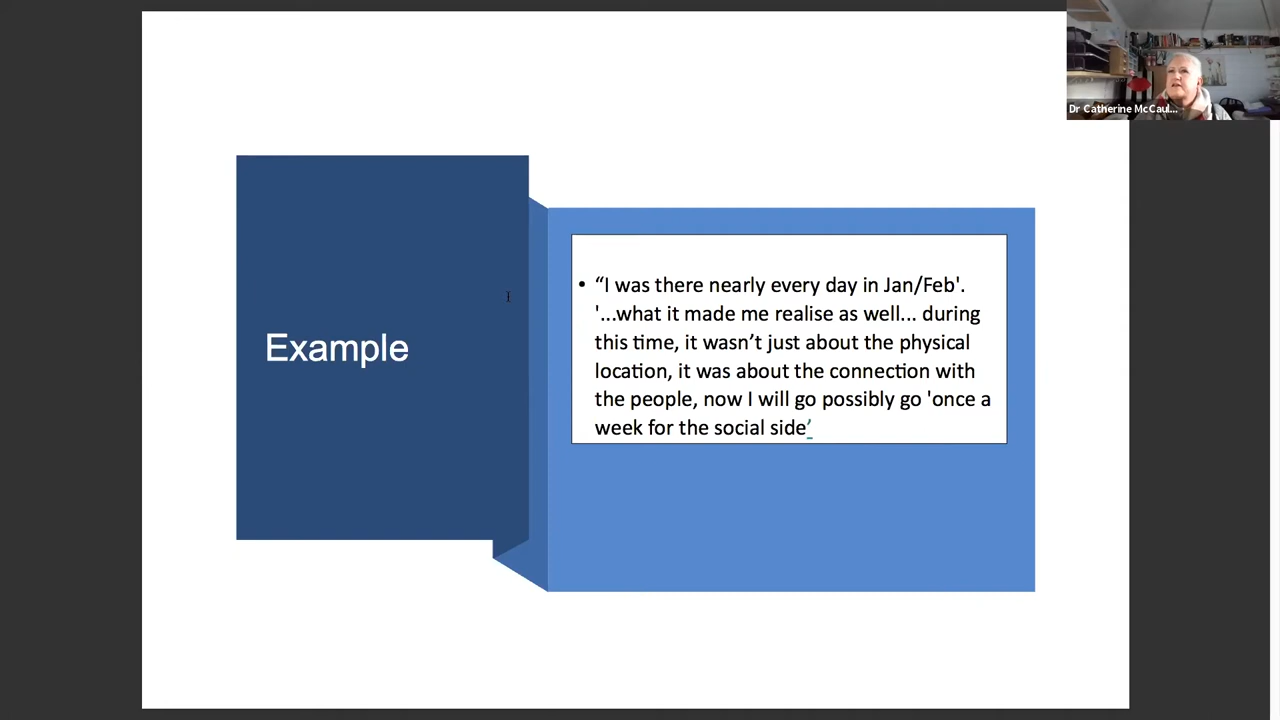 Dr Catherine McCaul...
Example
• “I was there nearly every day in Jan/Feb'.
'...what it made me realise as well... during
this time, it wasn’t just about the physical
location, it was about the connection with
the people, now I will go possibly go 'once a
week for the social side’